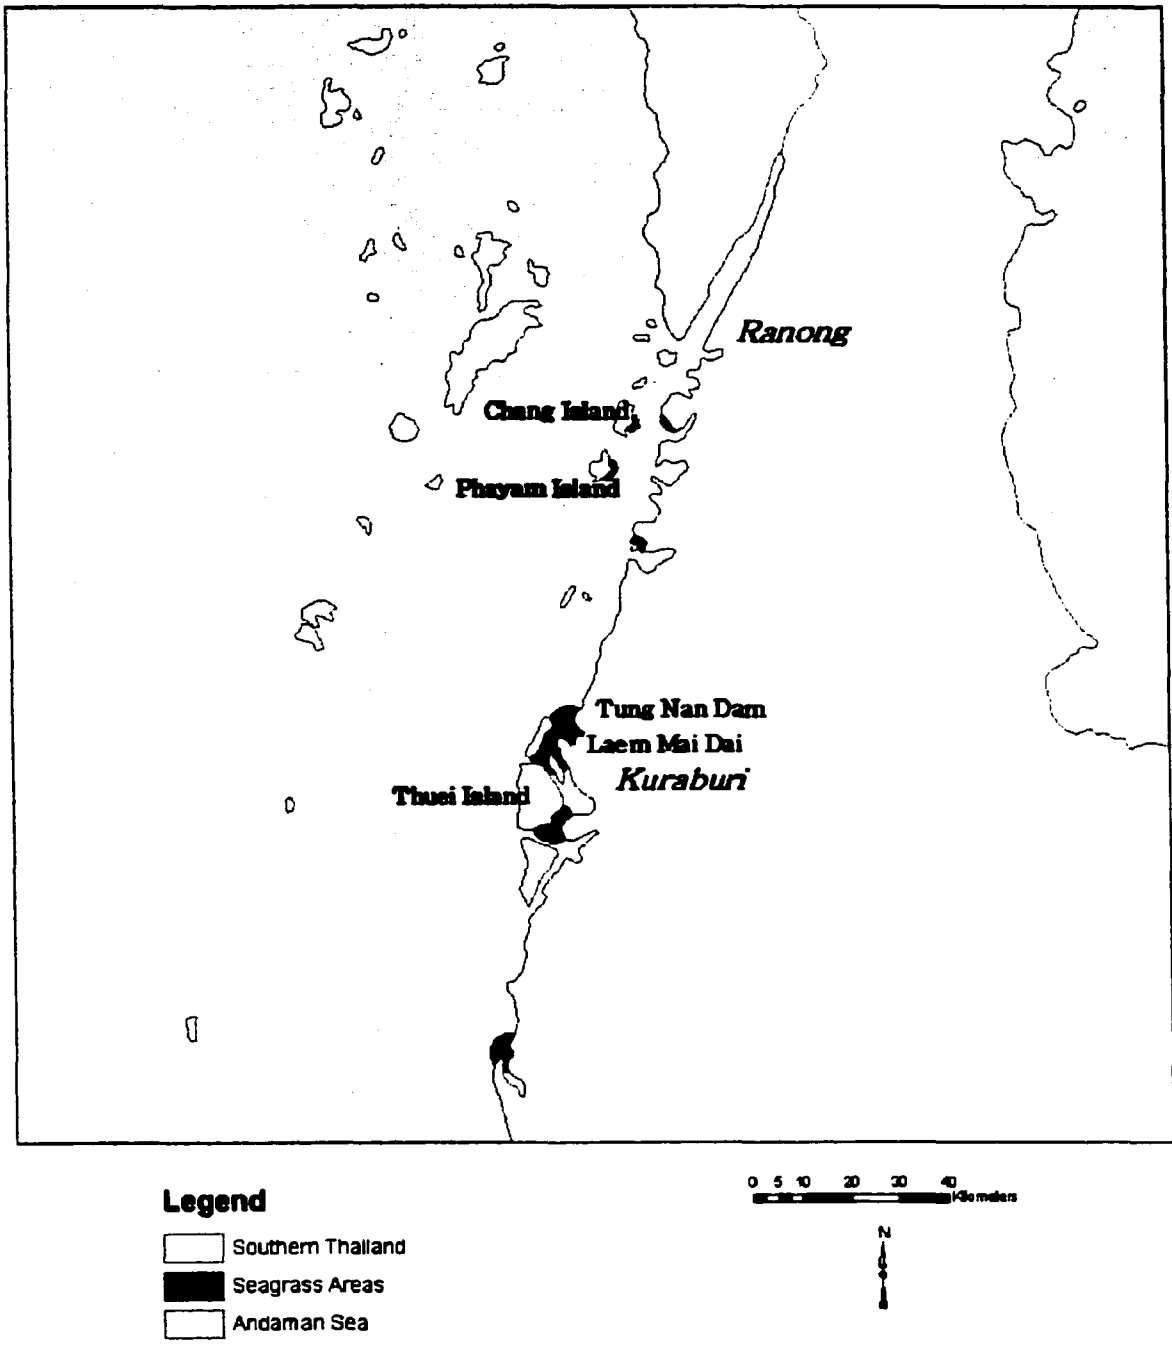 Ranong
Chang Island
Phayam Island
Tung Nan Dam
Laem Mai Dai
Kuraburi
Thuei Island
0 5 10 20 30 40
Kilometers
Legend
Southern Thailand
Seagrass Areas
Andaman Sea
N